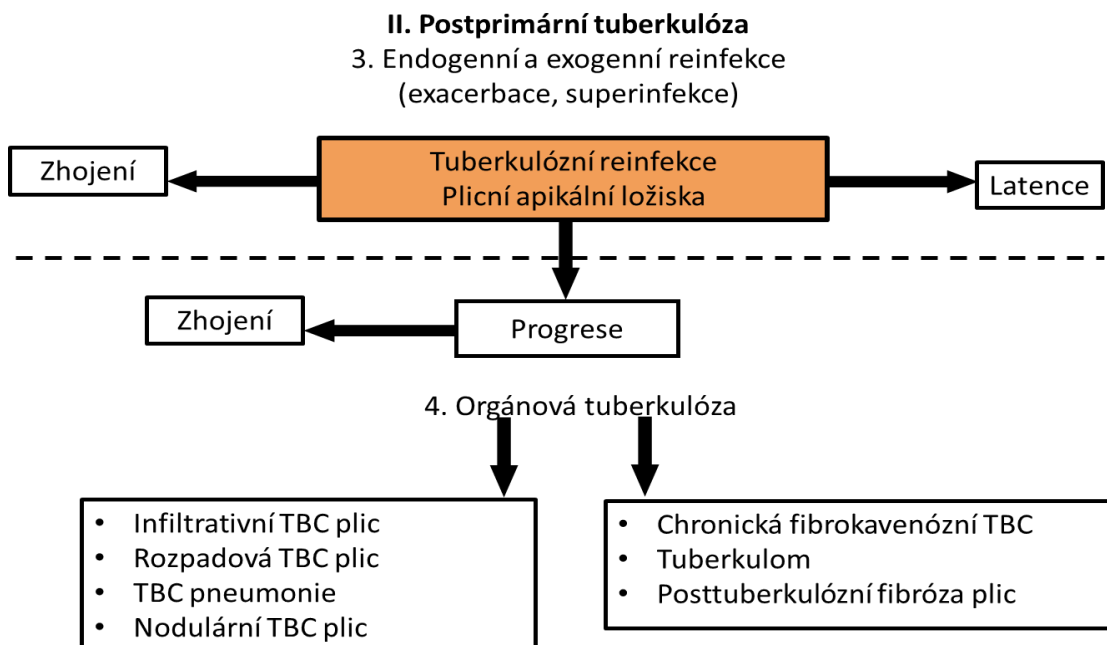 II. Postprimární tuberkulóza
3. Endogenní a exogenní reinfekce
(exacerbace, superinfekce)
Zhojení
Tuberkulózní reinfekce
Plicní apikální ložiska
Latence
Zhojení
Progrese
4. Orgánová tuberkulóza
• Infiltrativní TBC plic
• Rozpadová TBC plic
• TBC pneumonie
• Nodulární TBC plic
• Chronická fibrokavenózní TBC
• Tuberkulom
• Posttuberkulózní fibróza plic